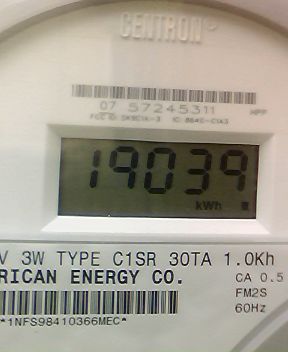 CENTRON®
07 57245311 HPF
19039
kWh
V 3W TYPE C1SR 30TA 1.0Kh
RICAN ENERGY CO. CA 0.5
FM2S
60Hz
*1NFS98410366MEC*